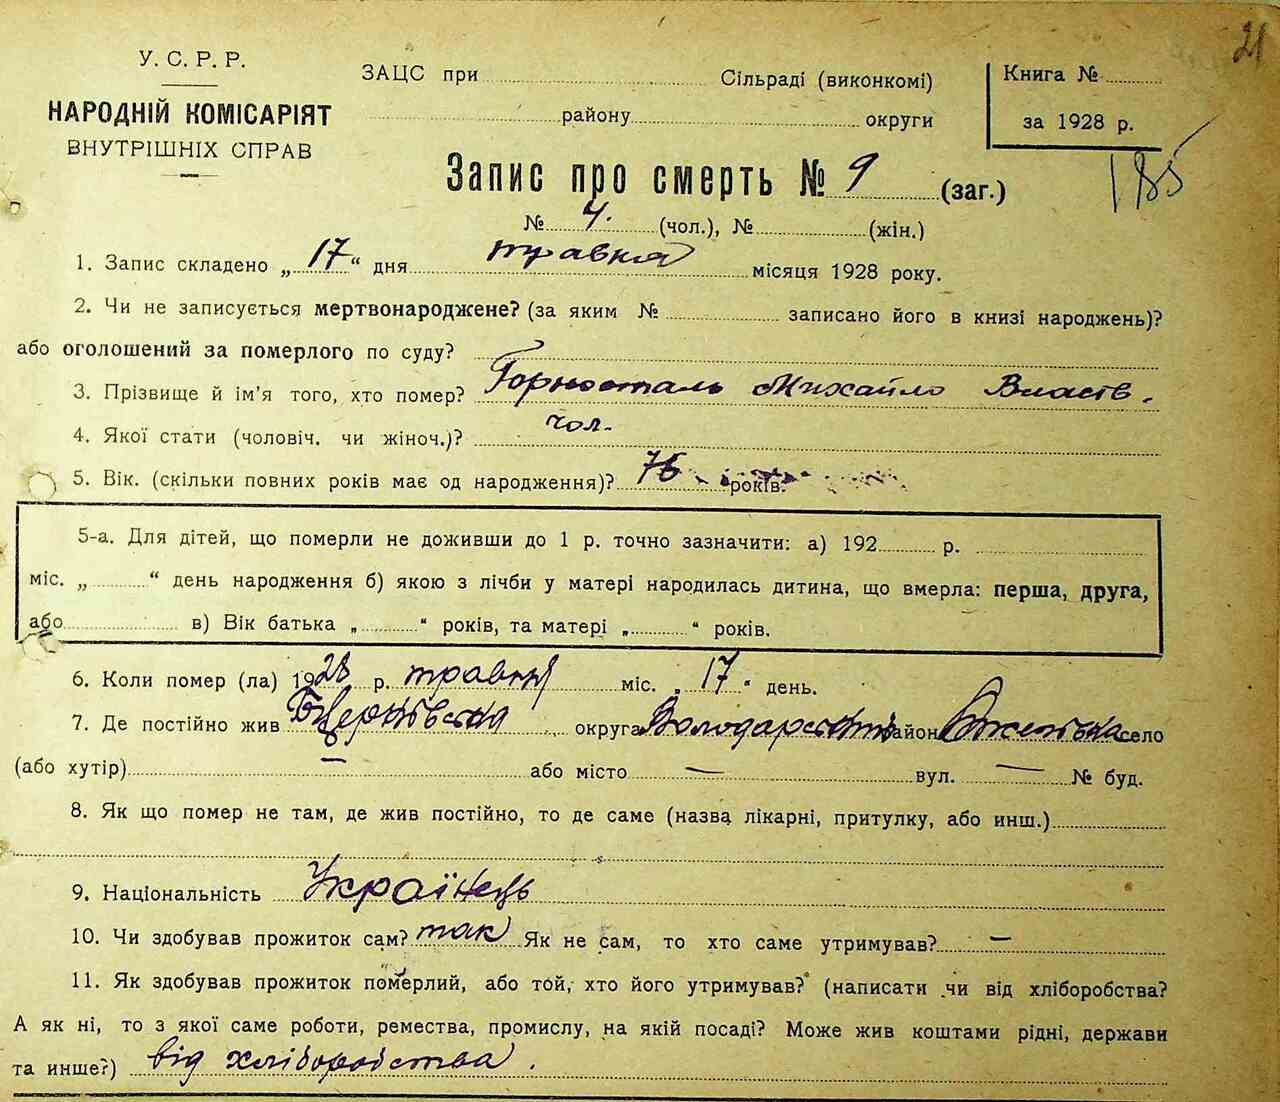 21
У. С. Р. Р.
НАРОДНІЙ КОМІСАРІЯТ
ВНУТРІШНІХ СПРАВ
ЗАЦС при Сільраді (виконкомі)
району округи
Книга №
за 1928 р.
185
Запис про смерть № 9 (заг.)
№ 4. (чол.), № (жін.)
1. Запис складено „17“ дня травня місяця 1928 року.
2. Чи не записується мертвонароджене? (за яким № записано його в книзі народжень)?
або оголошений за померлого по суду?
3. Прізвище й ім'я того, хто помер? Горносталь Михайло Власів.
4. Якої статі (чоловіч. чи жіноч.)? чол.
5. Вік. (скільки повних років має од народження)? 76 років.
5-а. Для дітей, що померли не доживши до 1 р. точно зазначити: а) 192 р.
міс. „ “ день народження б) якою з лічби у матері народилась дитина, що вмерла: перша, друга,
або в) Вік батька „ “ років, та матері „ “ років.
6. Коли помер (ла) 1928 р. травня міс. „17“ день.
7. Де постійно жив Б Церківська округа Володарський район село
(або хутір) — або місто — вул. — № буд.
8. Як що помер не там, де жив постійно, то де саме (назва лікарні, притулку, або инш.)
9. Національність Українець
10. Чи здобував прожиток сам? так Як не сам, то хто саме утримував? —
11. Як здобував прожиток померлий, або той, хто його утримував? (написати чи від хліборобства?
А як ні, то з якої саме роботи, ремества, промислу, на якій посаді? Може жив коштами рідні, держави
та инше?) від хліборобства.